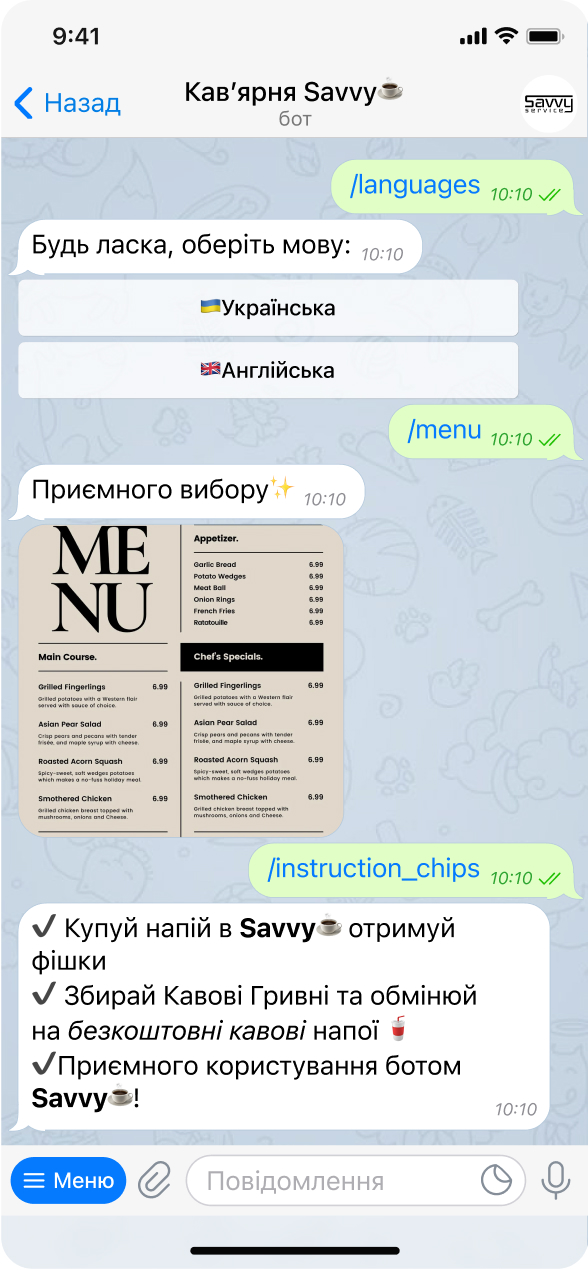 9:41
Назад
Кав’ярня Savvy☕
бот
Savvy
SERVICE
/languages 10:10
Будь ласка, оберіть мову: 10:10
🇺🇦Українська
🇬🇧Англійська
/menu 10:10
Приємного вибору✨ 10:10
ME
NU
Appetizer.
Garlic Bread 6.99
Potato Wedges 6.99
Meat Ball 6.99
Onion Rings 6.99
French Fries 6.99
Ratatouille 6.99
Main Course.
Grilled Fingerlings 6.99
Grilled potatoes with a Western flair
served with sauce of choice.
Asian Pear Salad 6.99
Crisp pears and pecans with tender
frisée, and maple syrup with cheese.
Roasted Acorn Squash 6.99
Spicy-sweet, soft wedges potatoes
which makes a no-fuss holiday meal.
Smothered Chicken 6.99
Grilled chicken breast topped with
mushrooms, onions and Cheese.
Chef's Specials.
Grilled Fingerlings 6.99
Grilled potatoes with a Western flair
served with sauce of choice.
Asian Pear Salad 6.99
Crisp pears and pecans with tender
frisée, and maple syrup with cheese.
Roasted Acorn Squash 6.99
Spicy-sweet, soft wedges potatoes
which makes a no-fuss holiday meal.
Smothered Chicken 6.99
Grilled chicken breast topped with
mushrooms, onions and Cheese.
/instruction_chips 10:10
✔ Купуй напій в Savvy☕ отримуй
фішки
✔ Збирай Кавові Гривні та обмінюй
на безкоштовні кавові напої 🥤
✔Приємного користування ботом
Savvy☕!
10:10
Меню
Повідомлення